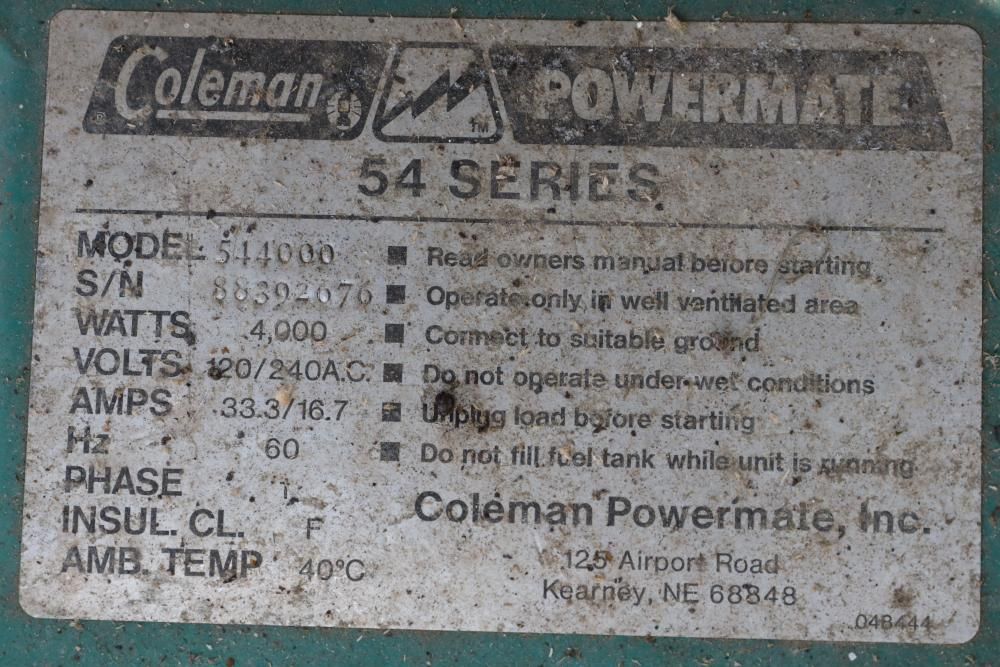 Coleman ® POWERMATE
TM
54 SERIES
MODEL 544000 ■ Read owners manual before starting
S/N 88392676 ■ Operate only in well ventilated area
WATTS 4,000 ■ Connect to suitable ground
VOLTS 120/240A.C. ■ Do not operate under wet conditions
AMPS 33.3/16.7 ■ Unplug load before starting
Hz 60 ■ Do not fill fuel tank while unit is running
PHASE 1
INSUL. CL. F Coleman Powermate, Inc.
AMB. TEMP 40°C 125 Airport Road
Kearney, NE 68848
048444